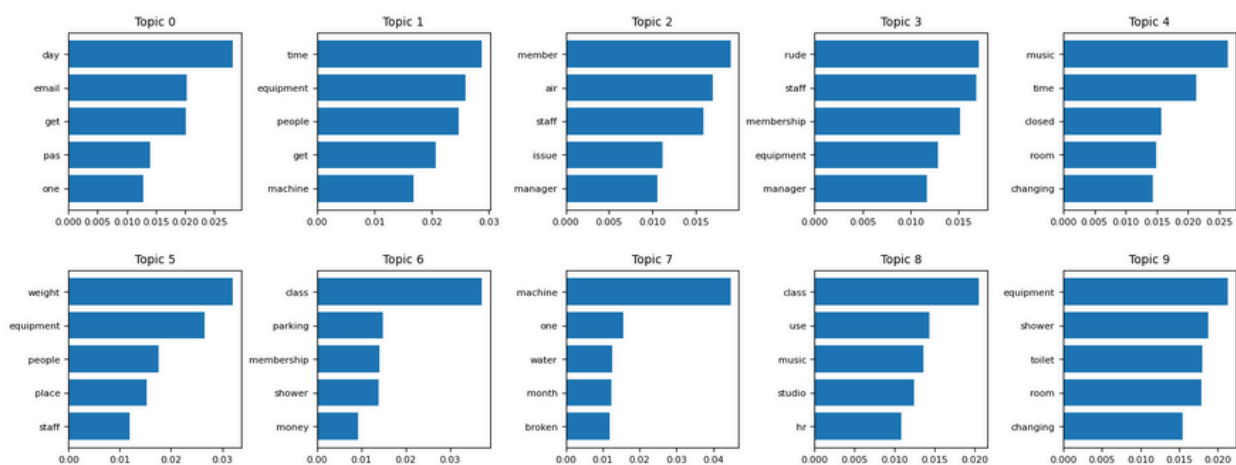 Topic 0
day
email
get
pas
one
0.000 0.005 0.010 0.015 0.020 0.025
Topic 1
time
equipment
people
get
machine
0.00 0.01 0.02 0.03
Topic 2
member
air
staff
issue
manager
0.000 0.005 0.010 0.015
Topic 3
rude
staff
membership
equipment
manager
0.000 0.005 0.010 0.015
Topic 4
music
time
closed
room
changing
0.000 0.005 0.010 0.015 0.020 0.025
Topic 5
weight
equipment
people
place
staff
0.00 0.01 0.02 0.03
Topic 6
class
parking
membership
shower
money
0.00 0.01 0.02 0.03
Topic 7
machine
one
water
month
broken
0.00 0.01 0.02 0.03 0.04
Topic 8
class
use
music
studio
hr
0.000 0.005 0.010 0.015 0.020
Topic 9
equipment
shower
toilet
room
changing
0.000 0.005 0.010 0.015 0.020